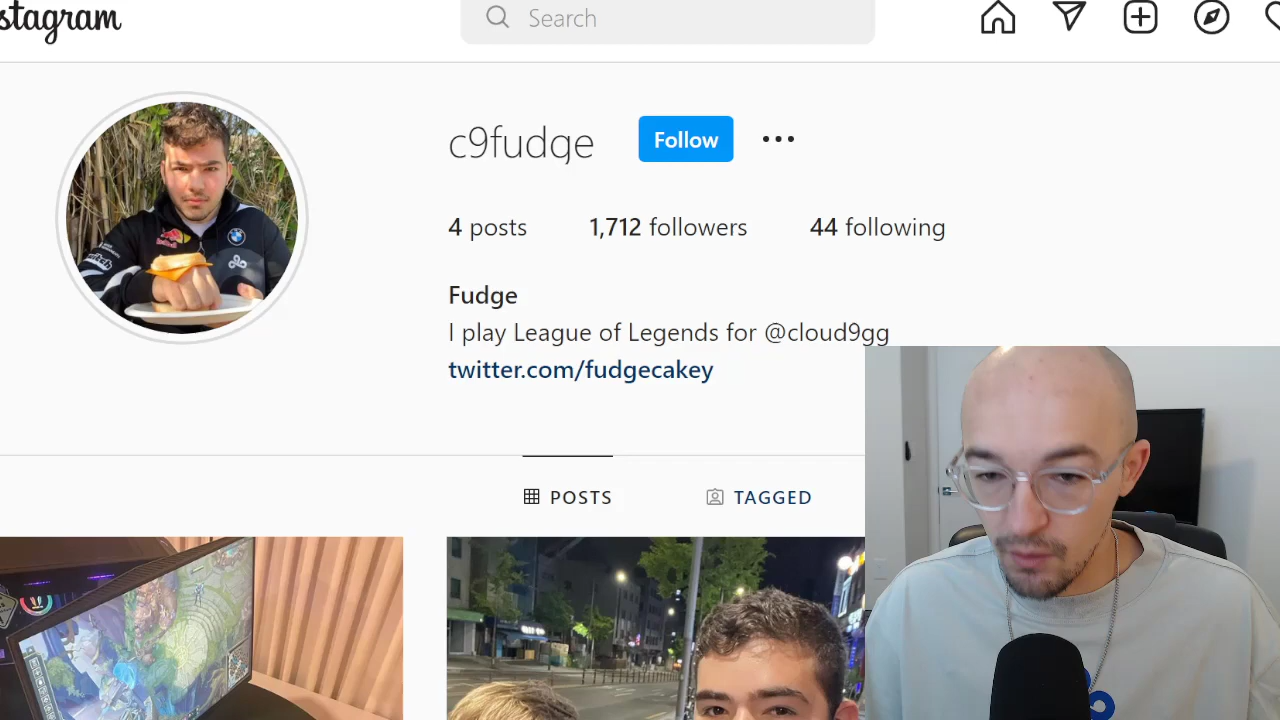 stagram
Search
c9fudge
Follow
4 posts 1,712 followers 44 following
Fudge
I play League of Legends for @cloud9gg
twitter.com/fudgecakey
POSTS TAGGED